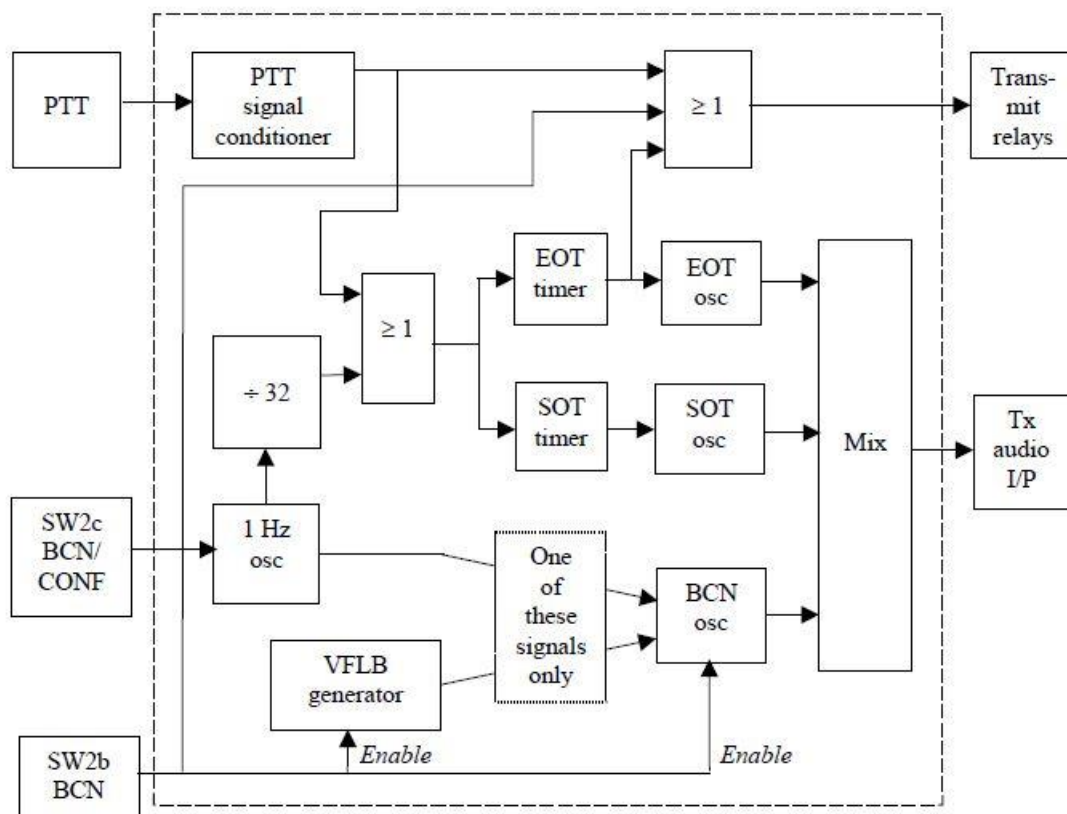 PTT
PTT
signal
conditioner
≥ 1
Trans-
mit
relays
EOT
timer
EOT
osc
≥ 1
÷ 32
SOT
timer
SOT
osc
Mix
Tx
audio
I/P
SW2c
BCN/
CONF
1 Hz
osc
One
of
these
signals
only
BCN
osc
VFLB
generator
Enable
Enable
SW2b
BCN